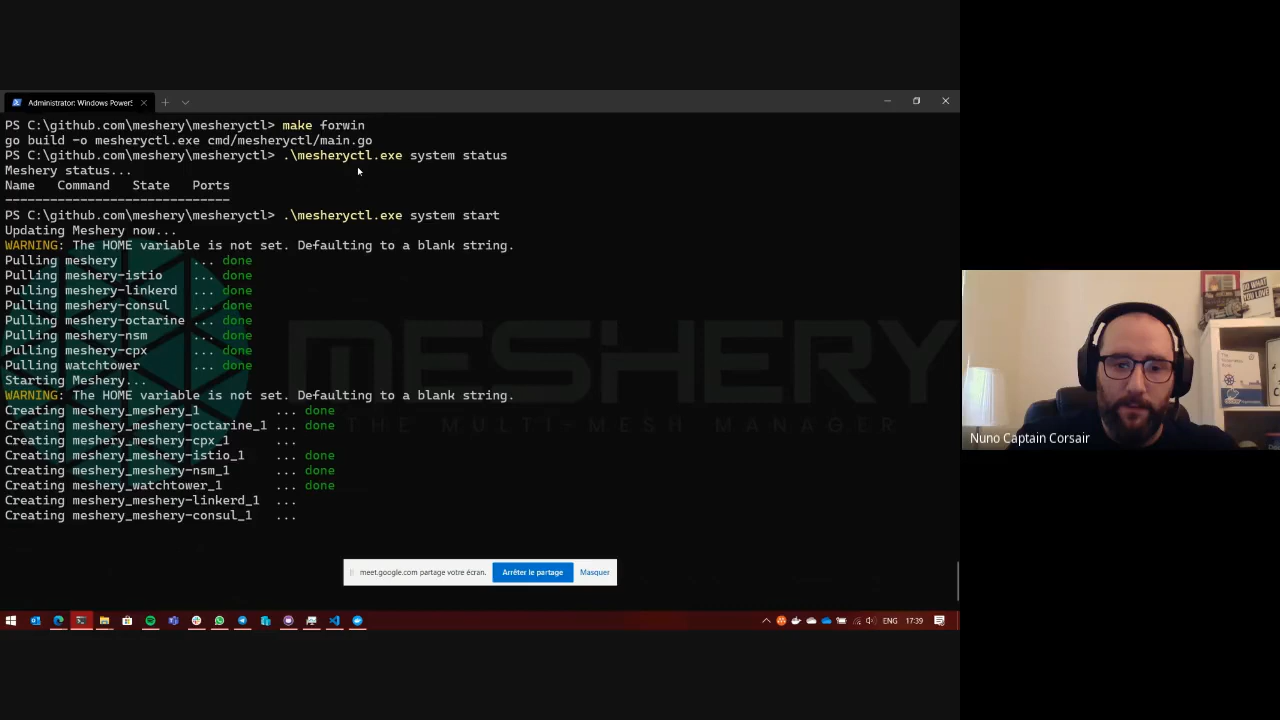 Administrator: Windows PowerS
PS C:\github.com\meshery\mesheryctl> make forwin
go build -o mesheryctl.exe cmd/mesheryctl/main.go
PS C:\github.com\meshery\mesheryctl> .\mesheryctl.exe system status
Meshery status...
Name   Command   State   Ports
------------------------------
PS C:\github.com\meshery\mesheryctl> .\mesheryctl.exe system start
Updating Meshery now...
WARNING: The HOME variable is not set. Defaulting to a blank string.
Pulling meshery          ... done
Pulling meshery-istio    ... done
Pulling meshery-linkerd  ... done
Pulling meshery-consul   ... done
Pulling meshery-octarine ... done
Pulling meshery-nsm      ... done
Pulling meshery-cpx      ... done
Pulling watchtower       ... done
Starting Meshery...
WARNING: The HOME variable is not set. Defaulting to a blank string.
Creating meshery_meshery_1          ... done
Creating meshery_meshery-octarine_1 ... done
Creating meshery_meshery-cpx_1      ...
Creating meshery_meshery-istio_1    ... done
Creating meshery_meshery-nsm_1      ... done
Creating meshery_watchtower_1       ... done
Creating meshery_meshery-linkerd_1  ...
Creating meshery_meshery-consul_1   ...
MESHERY
THE MULTI-MESH MANAGER
meet.google.com partage votre écran.
Arrêter le partage
Masquer
ENG
17:39
DO WHAT
YOU LOVE
Nuno Captain Corsair